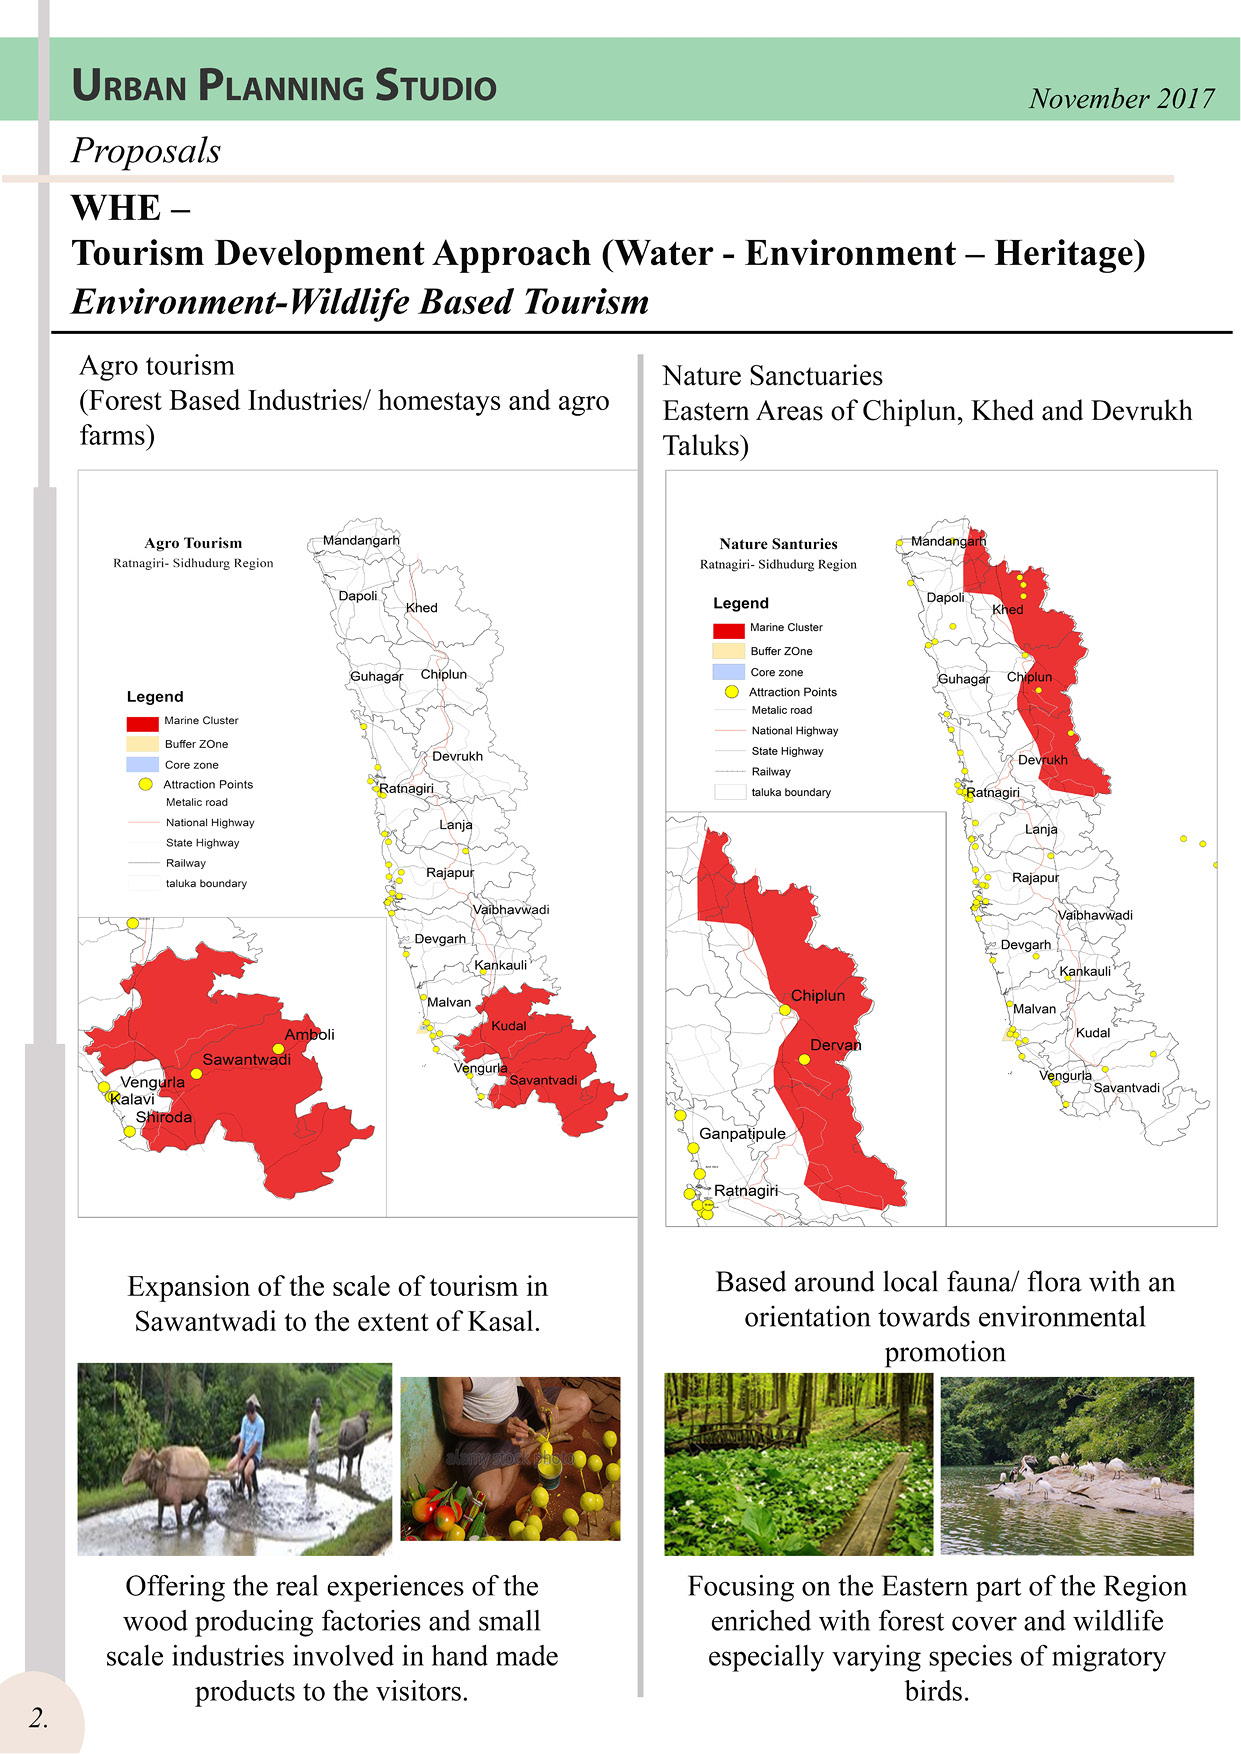 URBAN PLANNING STUDIO
November 2017
Proposals
WHE –
Tourism Development Approach (Water - Environment – Heritage)
Environment-Wildlife Based Tourism
Agro tourism
(Forest Based Industries/ homestays and agro
farms)
Agro Tourism
Ratnagiri- Sidhudurg Region
Legend
Marine Cluster
Buffer ZOne
Core zone
Attraction Points
Metalic road
National Highway
State Highway
Railway
taluka boundary
Mandangarh
Dapoli
Khed
Guhagar
Chiplun
Devrukh
Ratnagiri
Lanja
Rajapur
Vaibhavwadi
Devgarh
Kankauli
Malvan
Kudal
Vengurla
Savantvadi
Amboli
Sawantwadi
Vengurla
Kalavi
Shiroda
Expansion of the scale of tourism in
Sawantwadi to the extent of Kasal.
alamy stock photo
Offering the real experiences of the
wood producing factories and small
scale industries involved in hand made
products to the visitors.
Nature Sanctuaries
Eastern Areas of Chiplun, Khed and Devrukh
Taluks)
Nature Santuries
Ratnagiri- Sidhudurg Region
Legend
Marine Cluster
Buffer ZOne
Core zone
Attraction Points
Metalic road
National Highway
State Highway
Railway
taluka boundary
Mandangarh
Dapoli
Khed
Guhagar
Chiplun
Devrukh
Ratnagiri
Lanja
Rajapur
Vaibhavwadi
Devgarh
Kankauli
Malvan
Kudal
Vengurla
Savantvadi
Chiplun
Dervan
Ganpatipule
Ratnagiri
Based around local fauna/ flora with an
orientation towards environmental
promotion
Focusing on the Eastern part of the Region
enriched with forest cover and wildlife
especially varying species of migratory
birds.
2.